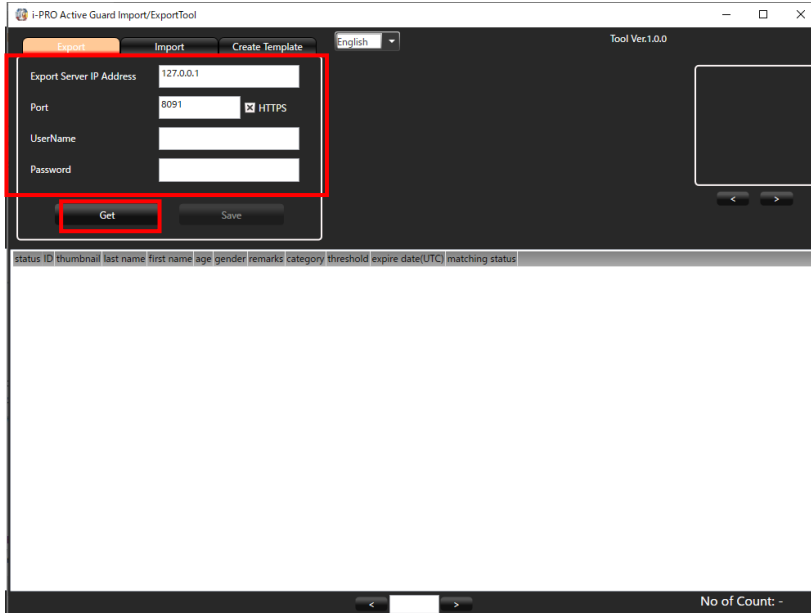 i-PRO Active Guard Import/ExportTool
Export Import Create Template English Tool Ver.1.0.0
Export Server IP Address 127.0.0.1
Port 8091 HTTPS
UserName
Password
Get Save < >
status ID thumbnail last name first name age gender remarks category threshold expire date(UTC) matching status
< > No of Count: -